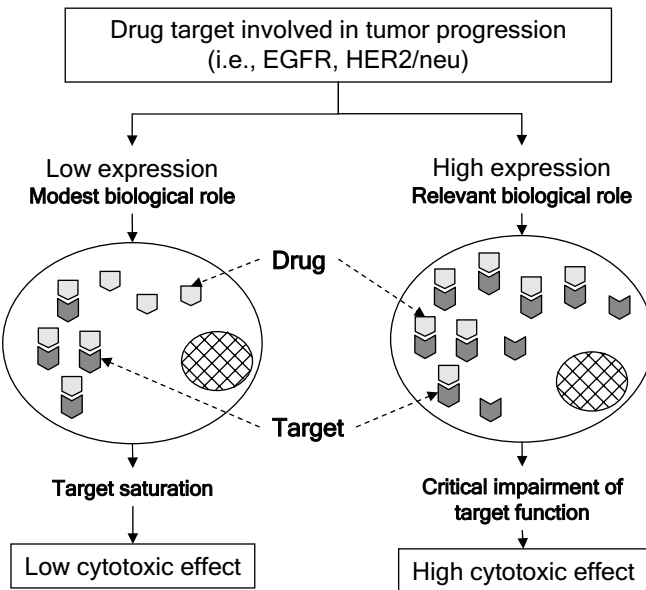 Drug target involved in tumor progression
(i.e., EGFR, HER2/neu)
Low expression
Modest biological role
High expression
Relevant biological role
Drug
Target
Target saturation
Critical impairment of
target function
Low cytotoxic effect
High cytotoxic effect